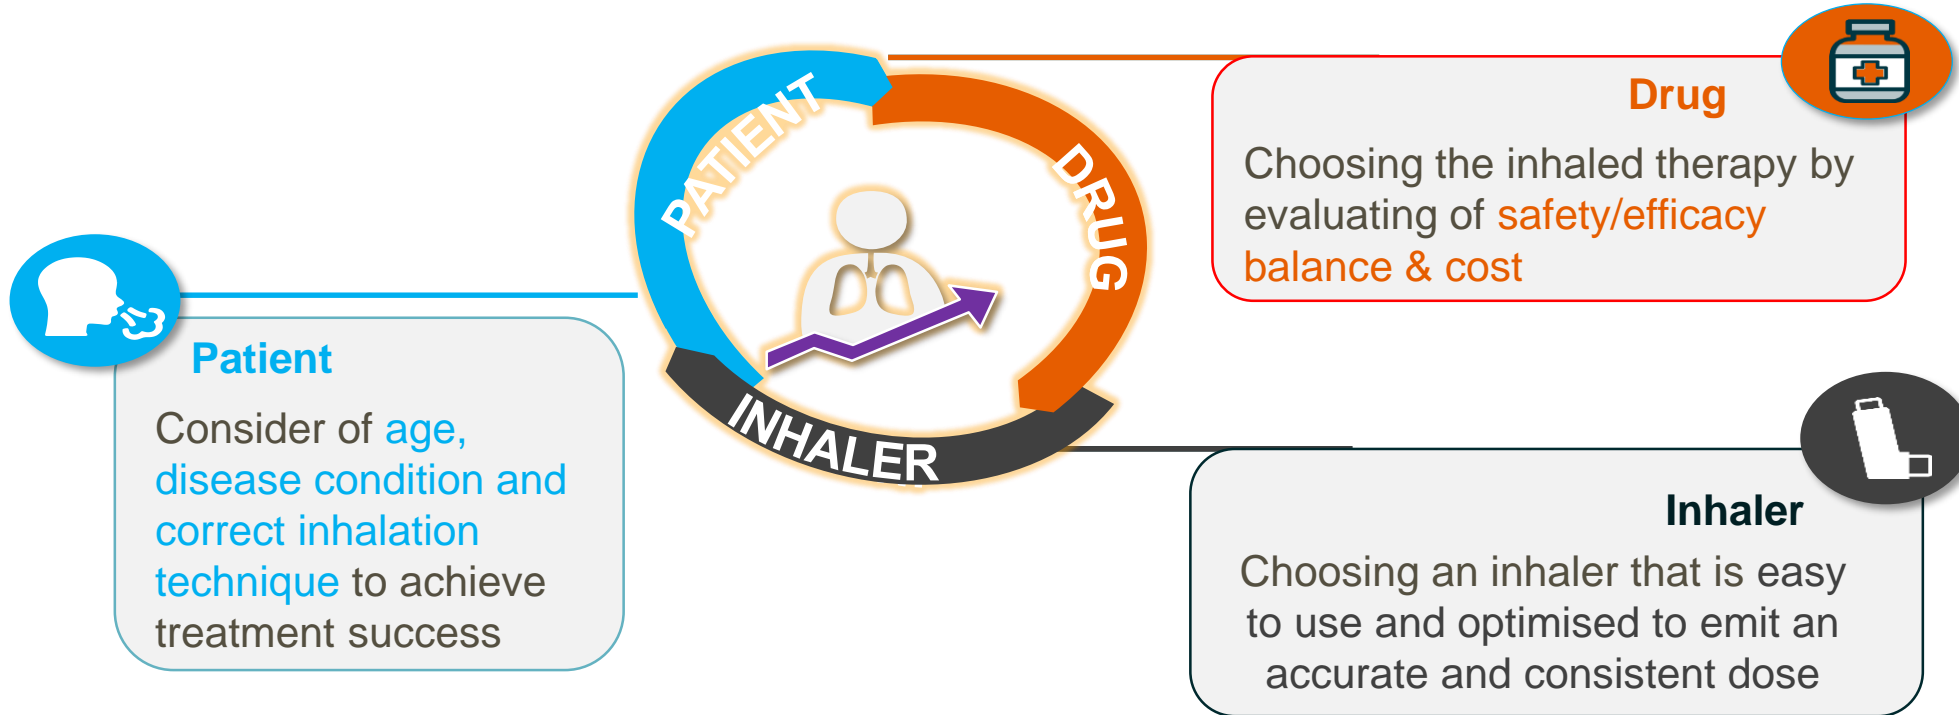 PATIENT
DRUG
INHALER
Patient
Consider of age,
disease condition and
correct inhalation
technique to achieve
treatment success
Drug
Choosing the inhaled therapy by
evaluating of safety/efficacy
balance & cost
Inhaler
Choosing an inhaler that is easy
to use and optimised to emit an
accurate and consistent dose